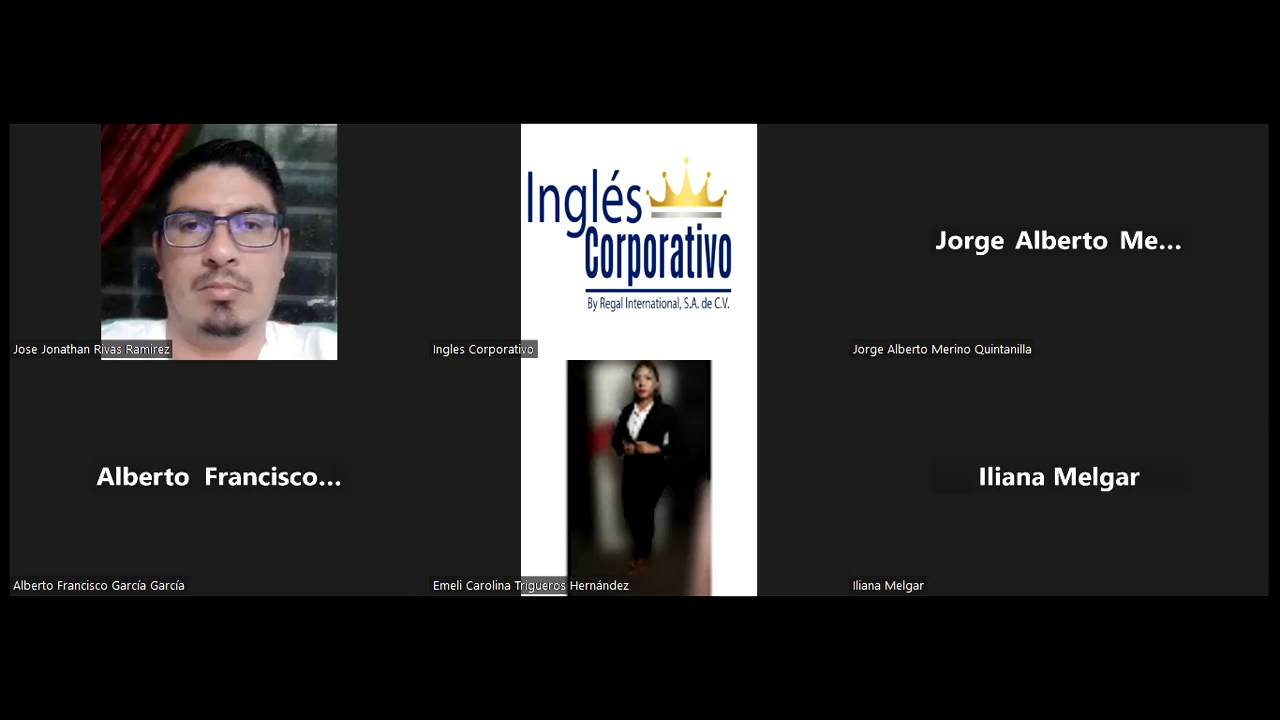 Jose Jonathan Rivas Ramirez
Inglés
Corporativo
By Regal International, S.A. de C.V.
Ingles Corporativo
Jorge Alberto Me...
Jorge Alberto Merino Quintanilla
Alberto Francisco...
Alberto Francisco García García
Emeli Carolina Trigueros Hernández
Iliana Melgar
Iliana Melgar